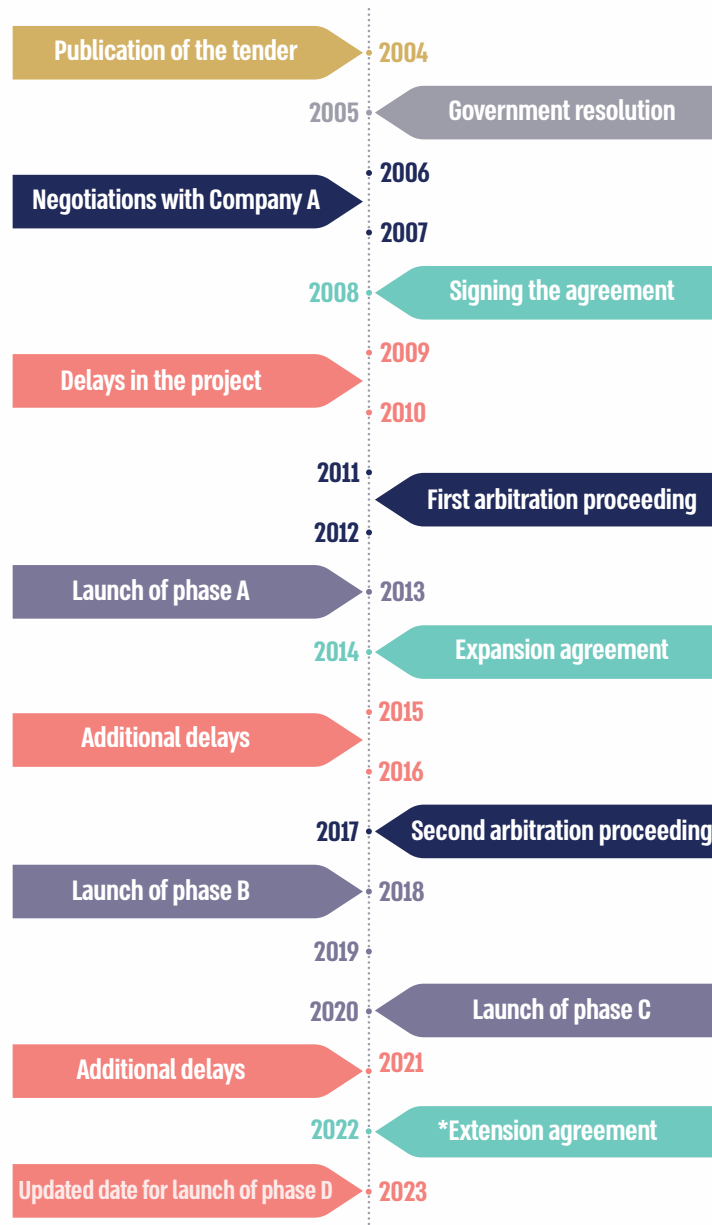 Publication of the tender
2004
2005
Government resolution
2006
Negotiations with Company A
2007
2008
Signing the agreement
2009
Delays in the project
2010
2011
First arbitration proceeding
2012
Launch of phase A
2013
2014
Expansion agreement
2015
Additional delays
2016
2017
Second arbitration proceeding
Launch of phase B
2018
2019
2020
Launch of phase C
Additional delays
2021
2022
*Extension agreement
Updated date for launch of phase D
2023